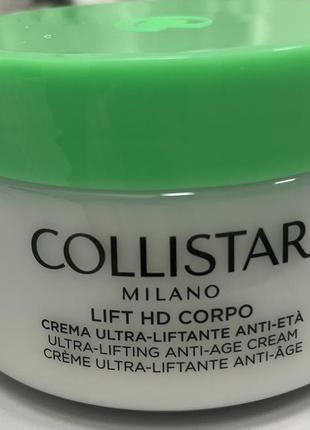 COLLISTAR
MILANO
LIFT HD CORPO
CREMA ULTRA-LIFTANTE ANTI-ETÀ
ULTRA-LIFTING ANTI-AGE CREAM
CRÈME ULTRA-LIFTANTE ANTI-ÂGE